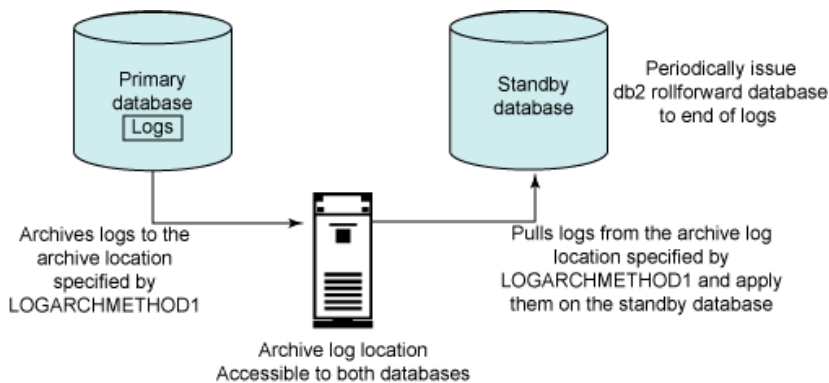 Primary
database
Logs
Standby
database
Periodically issue
db2 rollforward database
to end of logs
Archives logs to the
archive location
specified by
LOGARCHMETHOD1
Pulls logs from the archive log
location specified by
LOGARCHMETHOD1 and apply
them on the standby database
Archive log location
Accessible to both databases